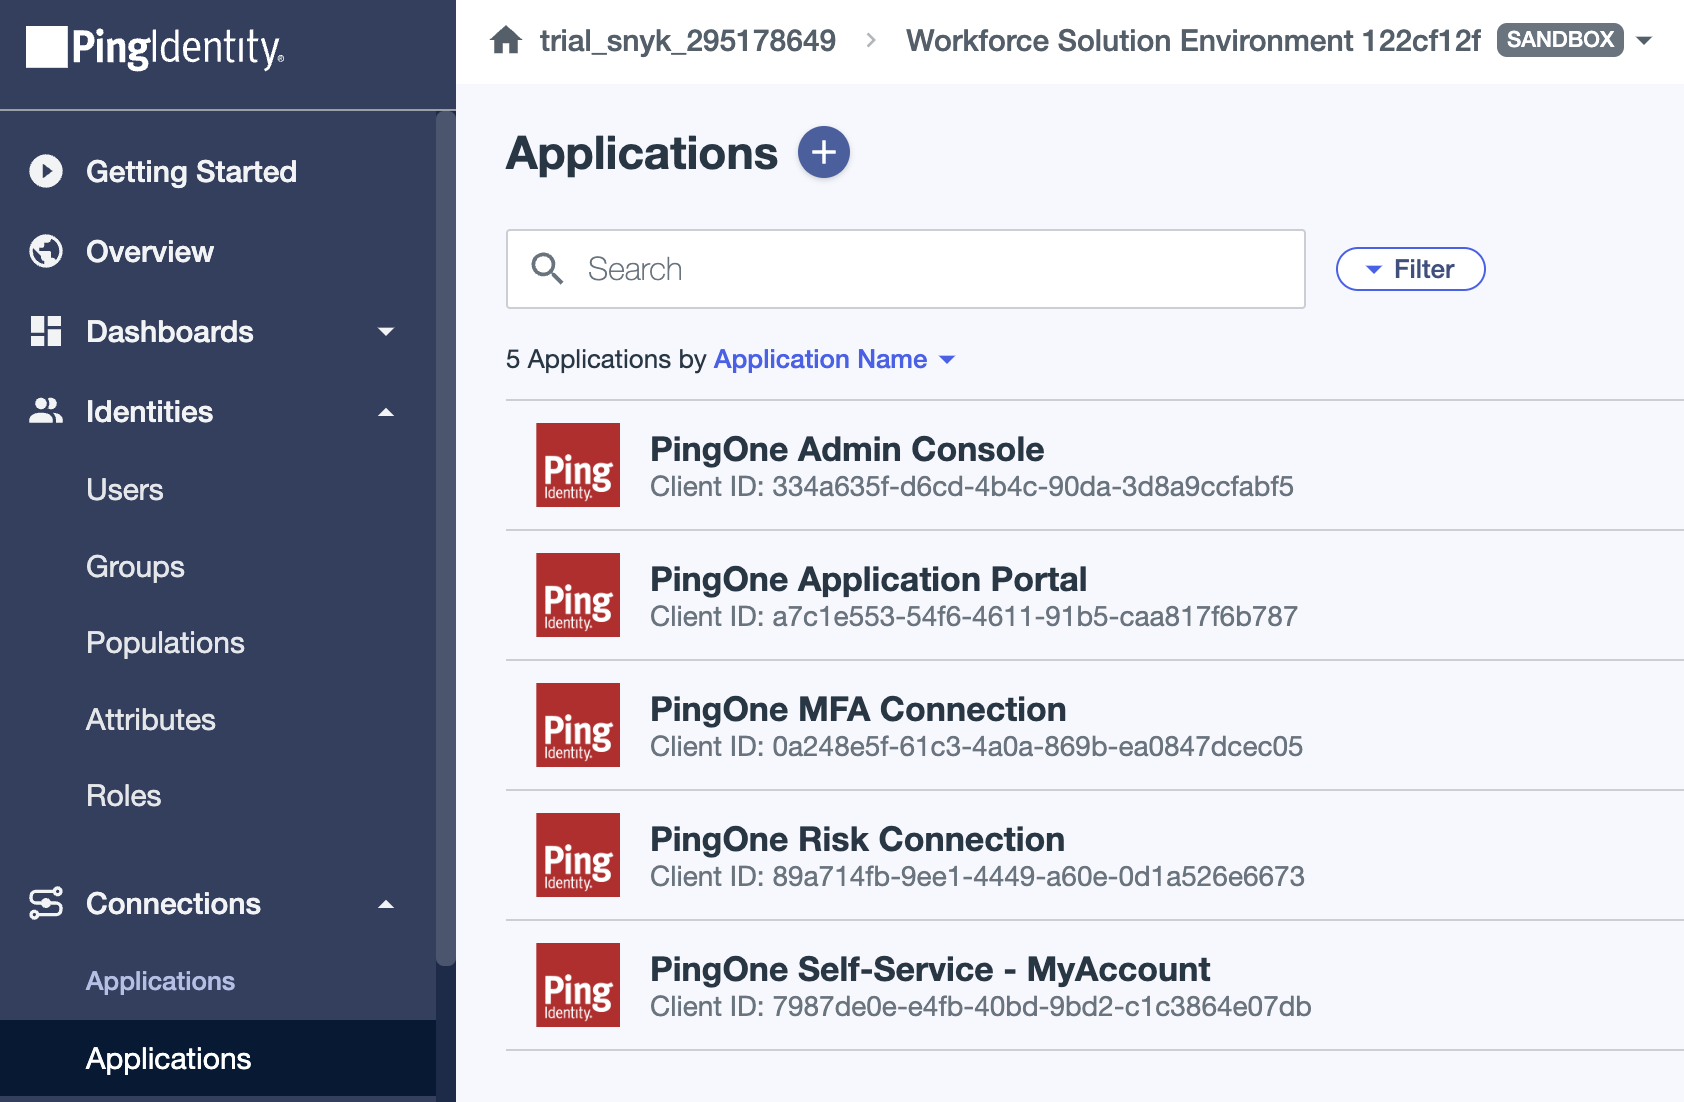 PingIdentity®
Getting Started
Overview
Dashboards
Identities
Users
Groups
Populations
Attributes
Roles
Connections
Applications
Applications
trial_snyk_295178649 > Workforce Solution Environment 122cf12f SANDBOX
Applications +
Search
Filter
5 Applications by Application Name
Ping
Identity.
PingOne Admin Console
Client ID: 334a635f-d6cd-4b4c-90da-3d8a9ccfabf5
Ping
Identity.
PingOne Application Portal
Client ID: a7c1e553-54f6-4611-91b5-caa817f6b787
Ping
Identity.
PingOne MFA Connection
Client ID: 0a248e5f-61c3-4a0a-869b-ea0847dcec05
Ping
Identity.
PingOne Risk Connection
Client ID: 89a714fb-9ee1-4449-a60e-0d1a526e6673
Ping
Identity.
PingOne Self-Service - MyAccount
Client ID: 7987de0e-e4fb-40bd-9bd2-c1c3864e07db